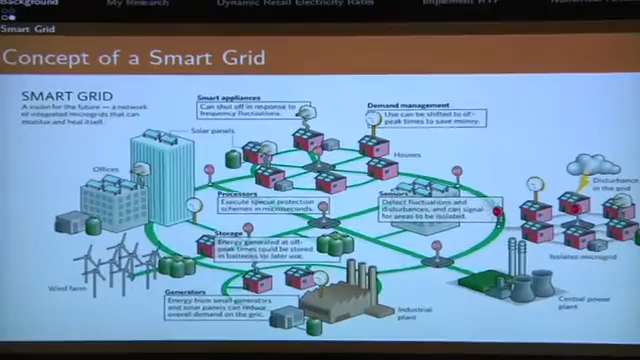 Background
My Research
Dynamic Retail Electricity Rates
Implement RTP
Smart Grid
Concept of a Smart Grid
SMART GRID
A vision for the future — a network
of integrated microgrids that can
monitor and heal itself.
Smart appliances
Can shut off in response to
frequency fluctuations.
Demand management
Use can be shifted to off-
peak times to save money.
Solar panels
Offices
Houses
Processors
Execute special protection
schemes in microseconds.
Sensors
Detect fluctuations and
disturbances, and can signal
for areas to be isolated.
Disturbance
in the grid
Storage
Energy generated at off-
peak times could be stored
in batteries for later use.
Isolated microgrid
Wind farm
Generators
Energy from small generators
and solar panels can reduce
overall demand on the grid.
Industrial
plant
Central power
plant